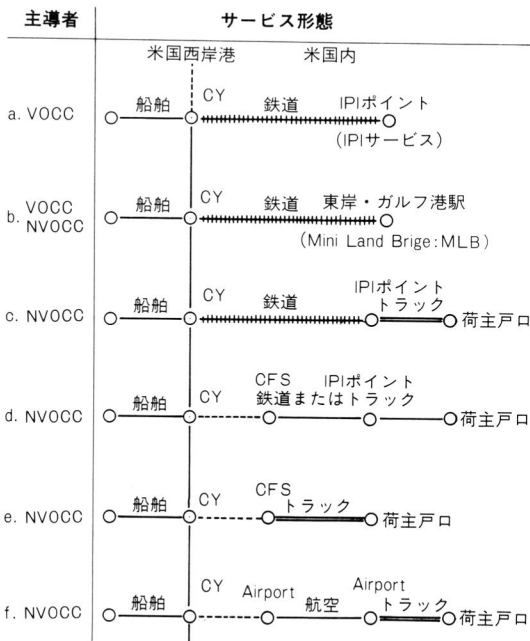 主導者 サービス形態
米国西岸港 米国内
a. VOCC 船舶 CY 鉄道 IPIポイント
(IPIサービス)
b. VOCC NVOCC 船舶 CY 鉄道 東岸・ガルフ港駅
(Mini Land Brige:MLB)
c. NVOCC 船舶 CY 鉄道 IPIポイント
トラック 荷主戸口
d. NVOCC 船舶 CY CFS IPIポイント
鉄道またはトラック 荷主戸口
e. NVOCC 船舶 CY CFS
トラック 荷主戸口
f. NVOCC 船舶 CY Airport 航空 Airport
トラック 荷主戸口